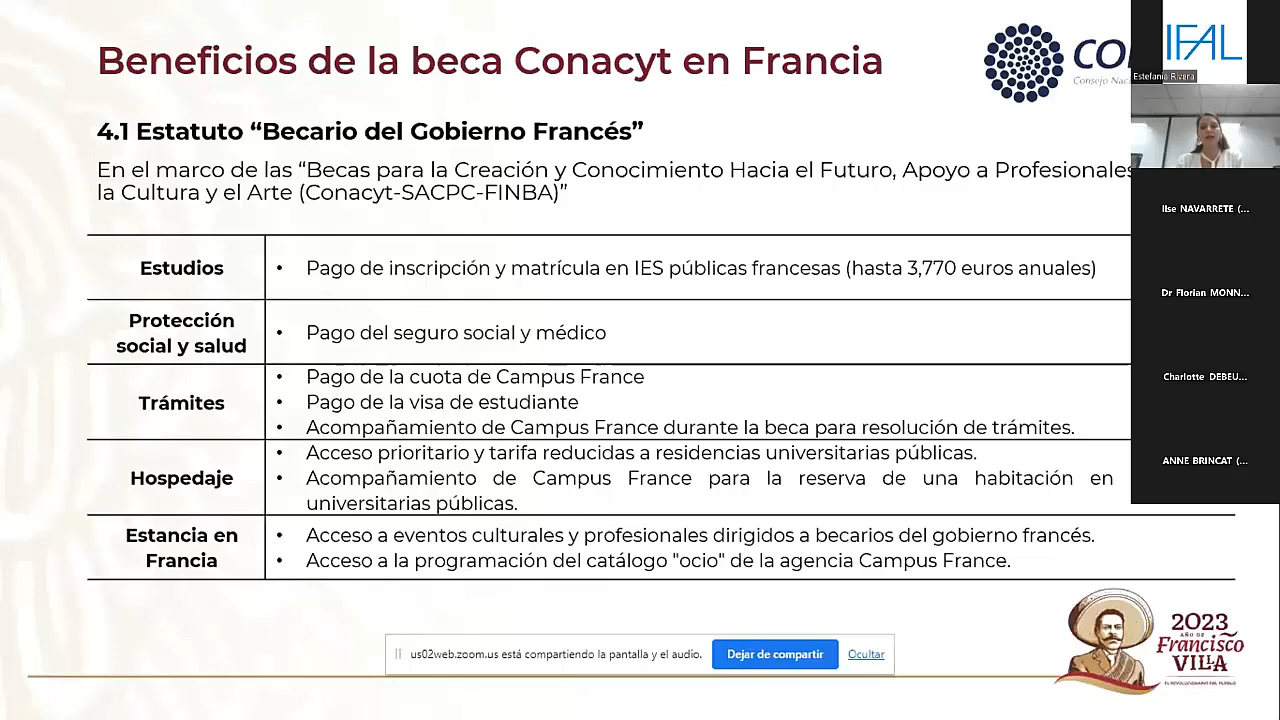 Beneficios de la beca Conacyt en Francia
IFAL
Estefania Rivera
4.1 Estatuto “Becario del Gobierno Francés”
En el marco de las “Becas para la Creación y Conocimiento Hacia el Futuro, Apoyo a Profesionales
la Cultura y el Arte (Conacyt-SACPC-FINBA)”
Ilse NAVARRETE (...
Dr Florian MONN...
Charlotte DEBEU...
ANNE BRINCAT (...
Estudios
• Pago de inscripción y matrícula en IES públicas francesas (hasta 3,770 euros anuales)
Protección
social y salud
• Pago del seguro social y médico
Trámites
• Pago de la cuota de Campus France
• Pago de la visa de estudiante
• Acompañamiento de Campus France durante la beca para resolución de trámites.
Hospedaje
• Acceso prioritario y tarifa reducidas a residencias universitarias públicas.
• Acompañamiento de Campus France para la reserva de una habitación en
universitarias públicas.
Estancia en
Francia
• Acceso a eventos culturales y profesionales dirigidos a becarios del gobierno francés.
• Acceso a la programación del catálogo "ocio" de la agencia Campus France.
us02web.zoom.us está compartiendo la pantalla y el audio.
Dejar de compartir
Ocultar
2023
AÑO DE
Francisco
VILLA
EL REVOLUCIONARIO DEL PUEBLO